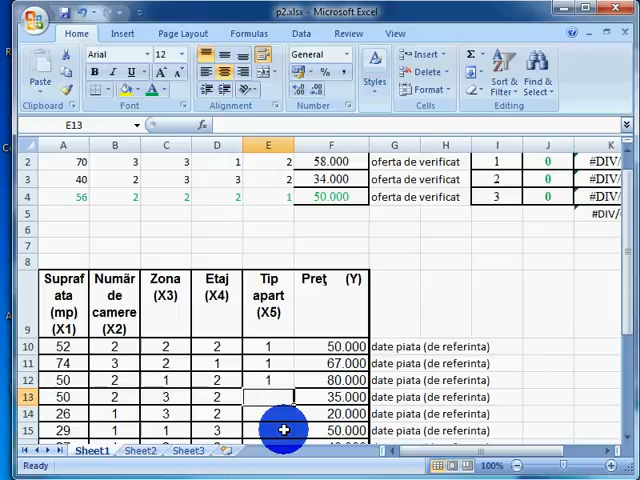 p2.xlsx - Microsoft Excel
Home Insert Page Layout Formulas Data Review View
Paste
Clipboard
Arial 12
B I U A A
A
Font
Alignment
General
% ,
Number
Styles
Insert
Delete
Format
Cells
Σ
Sort & Filter
Find & Select
Editing
E13 fx
A B C D E F G H I J K
2 70 3 3 1 2 58.000 oferta de verificat 1 0 #DIV/
3 40 2 3 3 2 34.000 oferta de verificat 2 0 #DIV/
4 56 2 2 2 1 50.000 oferta de verificat 3 0 #DIV/
5 #DIV/
6
7
8
9 Supraf ata (mp) (X1) Număr de camere (X2) Zona (X3) Etaj (X4) Tip apart (X5) Preţ (Y)
10 52 2 2 2 1 50.000 date piata (de referinta)
11 74 3 2 1 1 67.000 date piata (de referinta)
12 50 2 1 2 1 80.000 date piata (de referinta)
13 50 2 3 2 35.000 date piata (de referinta)
14 26 1 3 2 20.000 date piata (de referinta)
15 29 1 1 3 50.000 date piata (de referinta)
Sheet1 Sheet2 Sheet3
Ready 100%